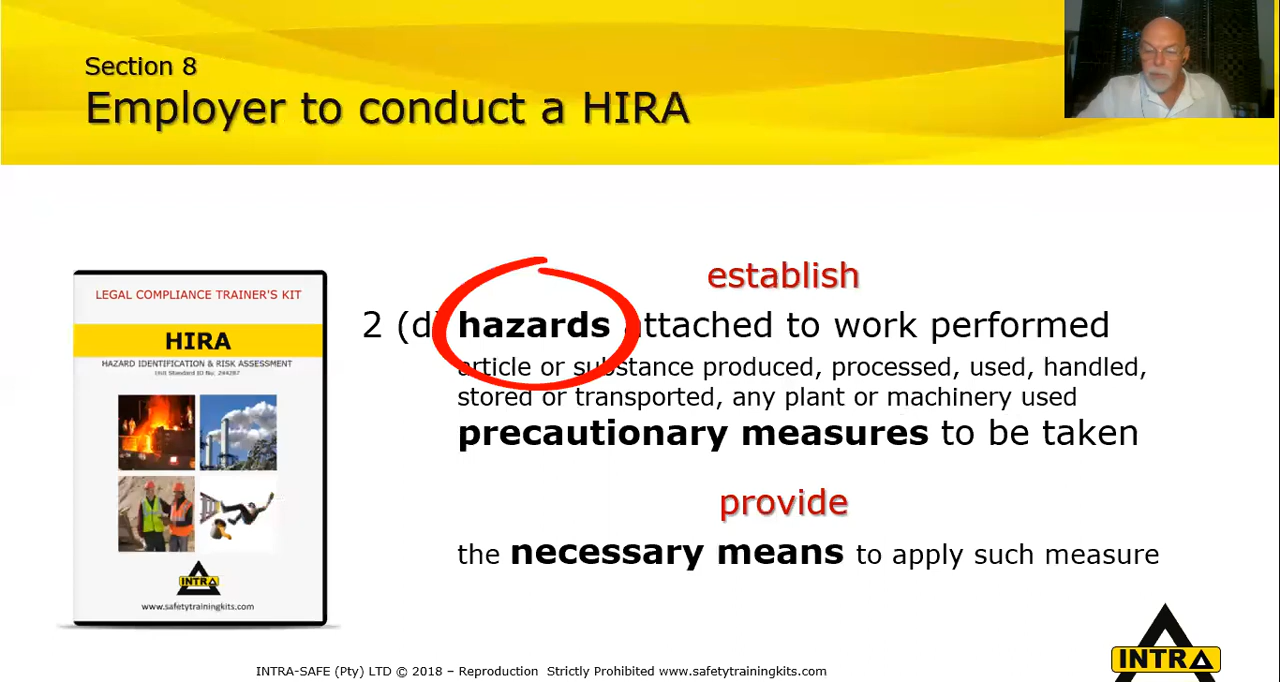 Section 8
Employer to conduct a HIRA
LEGAL COMPLIANCE TRAINER'S KIT
HIRA
HAZARD IDENTIFICATION & RISK ASSESSMENT
Unit Standard ID No. 244287
INTRA
www.safetytrainingkits.com
establish
2 (d) hazards attached to work performed
article or substance produced, processed, used, handled,
stored or transported, any plant or machinery used
precautionary measures to be taken
provide
the necessary means to apply such measure
INTRA-SAFE (Pty) LTD © 2018 – Reproduction Strictly Prohibited www.safetytrainingkits.com
INTRA